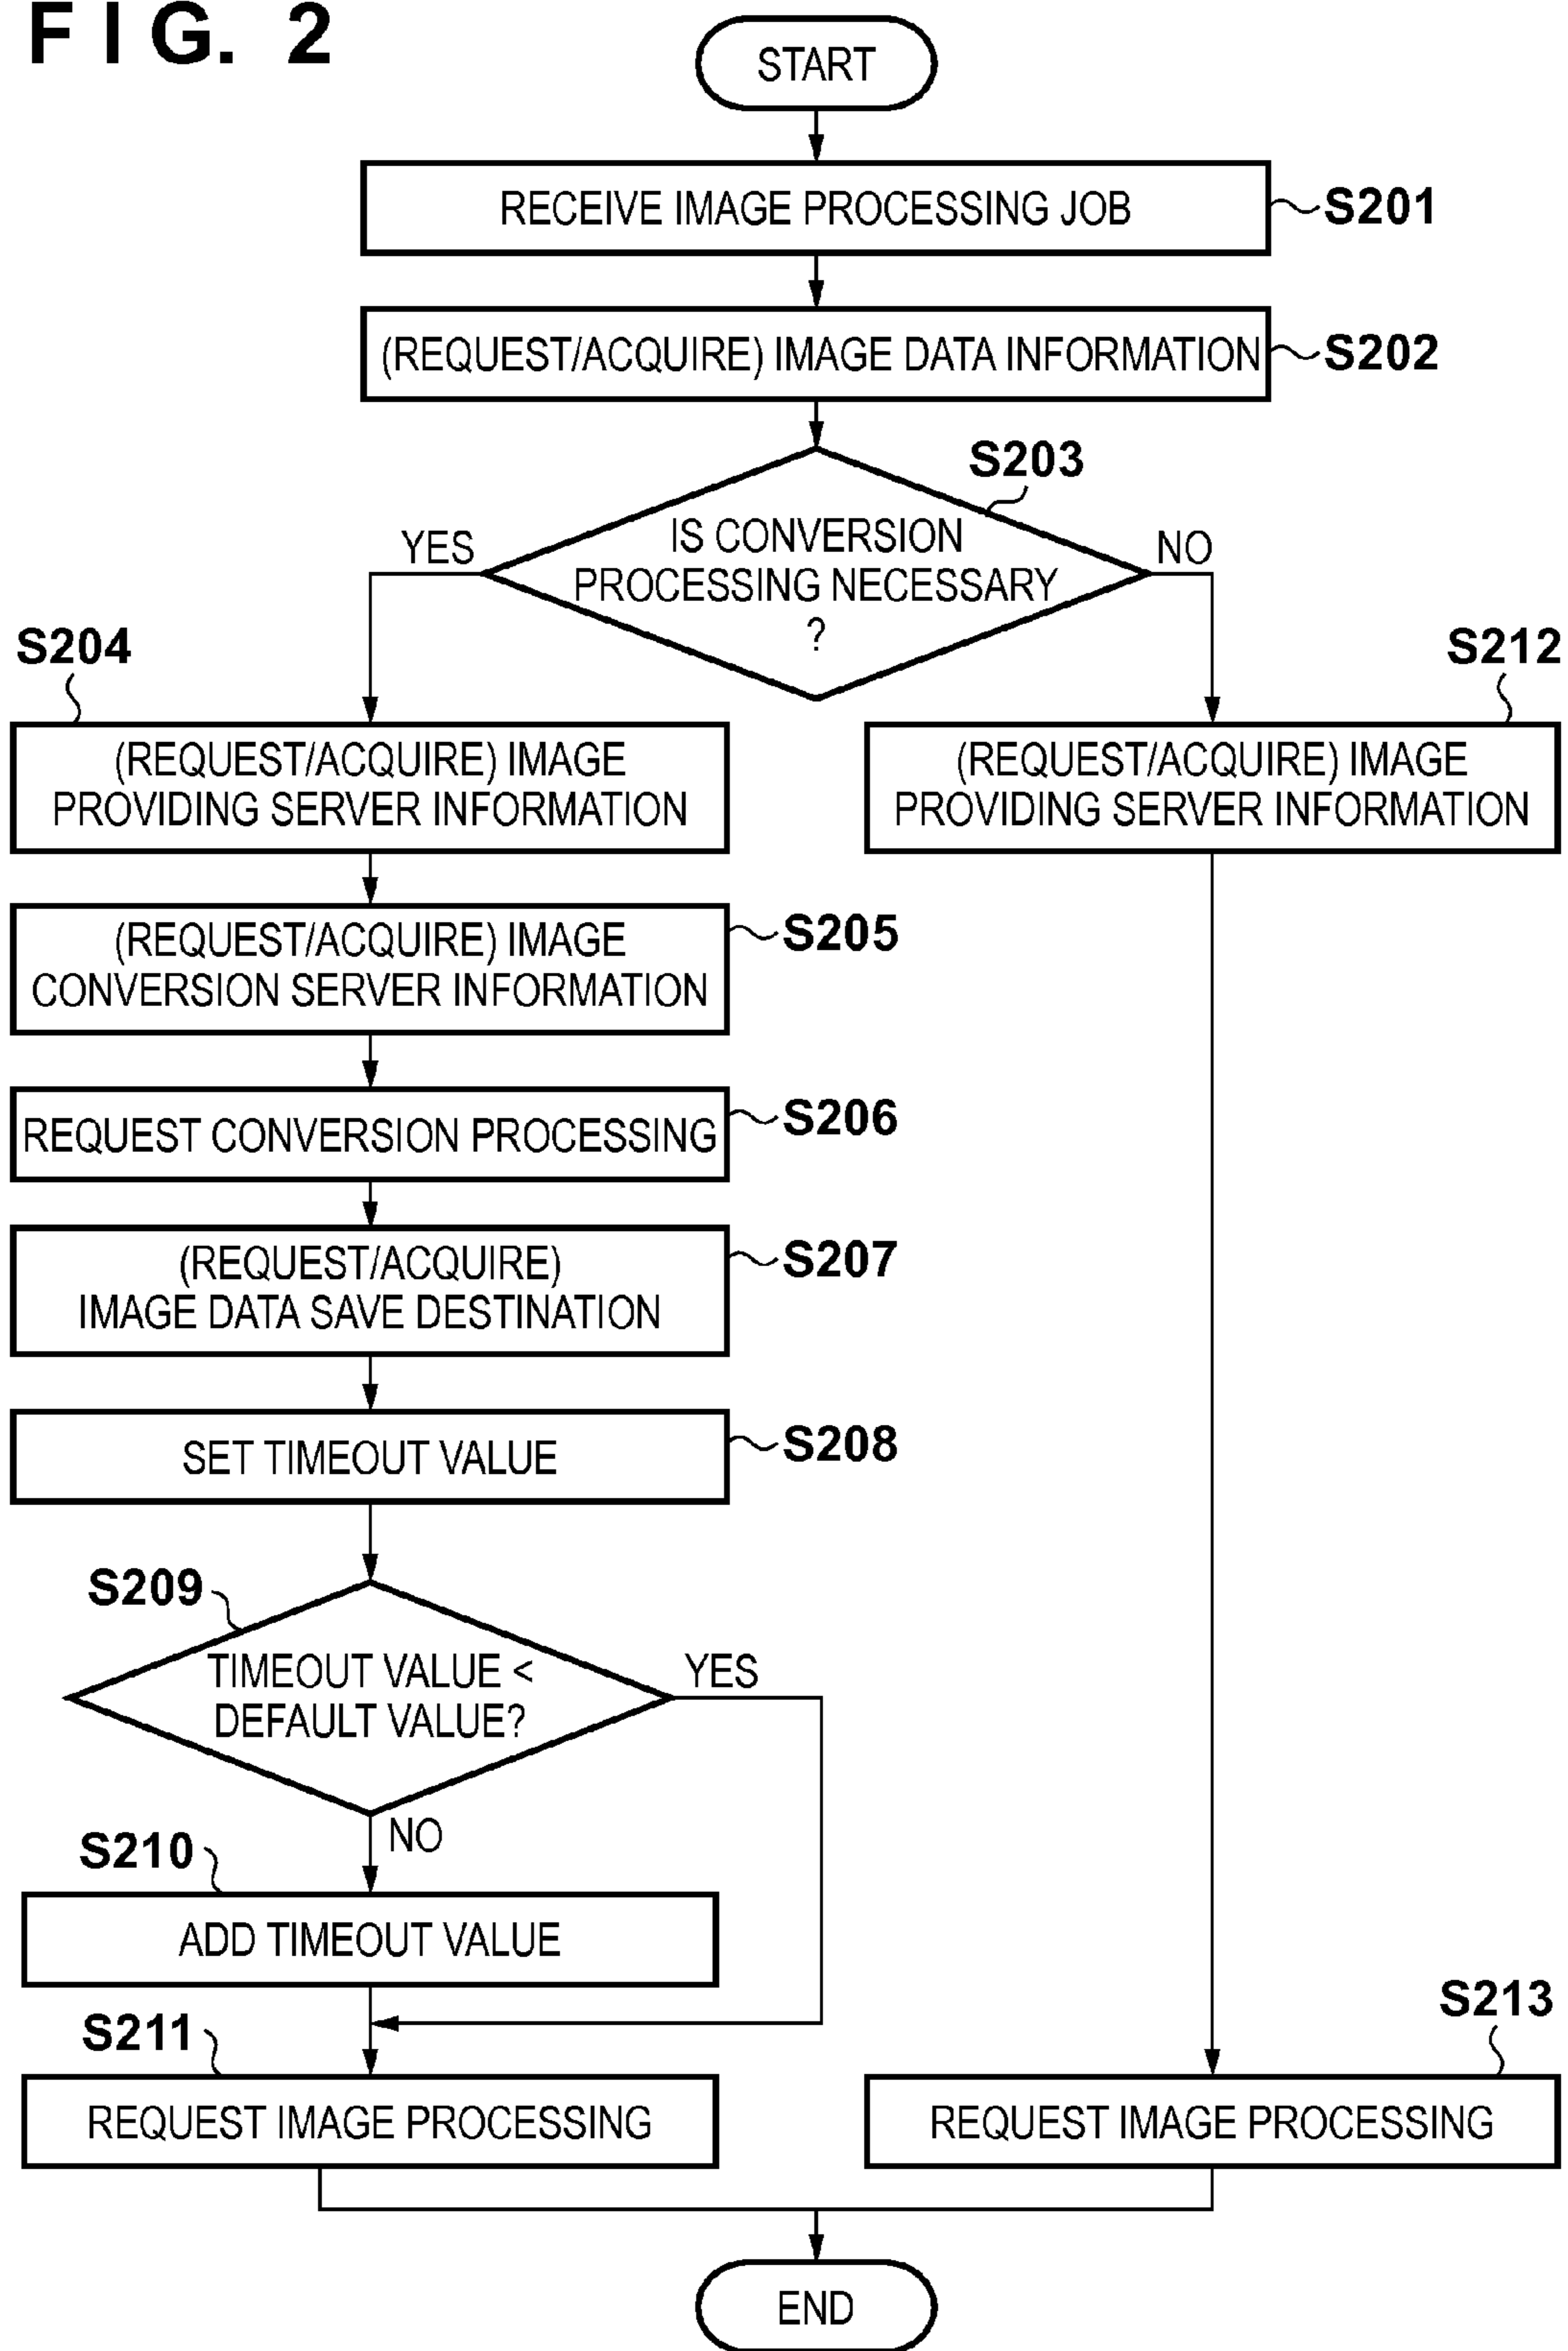 FIG. 2
START
RECEIVE IMAGE PROCESSING JOB
S201
(REQUEST/ACQUIRE) IMAGE DATA INFORMATION
S202
S203
IS CONVERSION
PROCESSING NECESSARY
?
YES
NO
S204
(REQUEST/ACQUIRE) IMAGE
PROVIDING SERVER INFORMATION
S212
(REQUEST/ACQUIRE) IMAGE
PROVIDING SERVER INFORMATION
(REQUEST/ACQUIRE) IMAGE
CONVERSION SERVER INFORMATION
S205
REQUEST CONVERSION PROCESSING
S206
(REQUEST/ACQUIRE)
IMAGE DATA SAVE DESTINATION
S207
SET TIMEOUT VALUE
S208
S209
TIMEOUT VALUE <
DEFAULT VALUE?
YES
NO
S210
ADD TIMEOUT VALUE
S211
REQUEST IMAGE PROCESSING
S213
REQUEST IMAGE PROCESSING
END